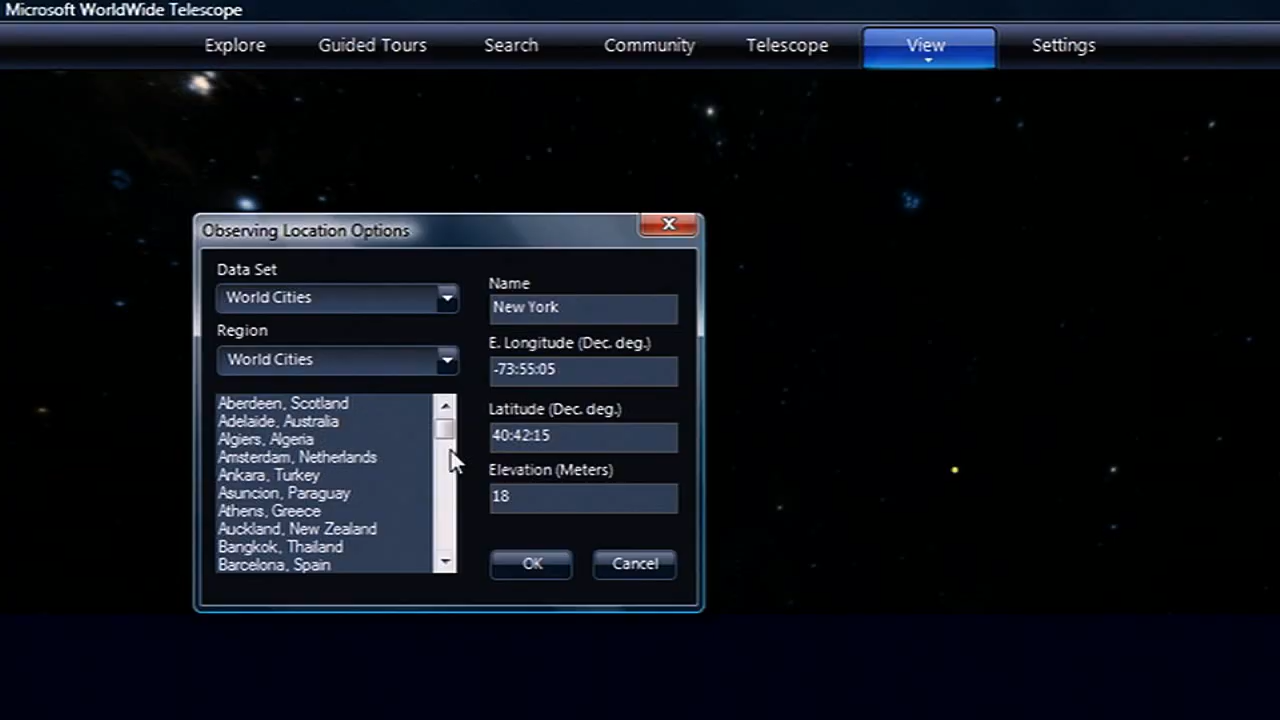 Microsoft WorldWide Telescope
Explore
Guided Tours
Search
Community
Telescope
View
Settings
Observing Location Options
X
Data Set
World Cities
Region
World Cities
Aberdeen, Scotland
Adelaide, Australia
Algiers, Algeria
Amsterdam, Netherlands
Ankara, Turkey
Asuncion, Paraguay
Athens, Greece
Auckland, New Zealand
Bangkok, Thailand
Barcelona, Spain
Name
New York
E. Longitude (Dec. deg.)
-73:55:05
Latitude (Dec. deg.)
40:42:15
Elevation (Meters)
18
OK
Cancel